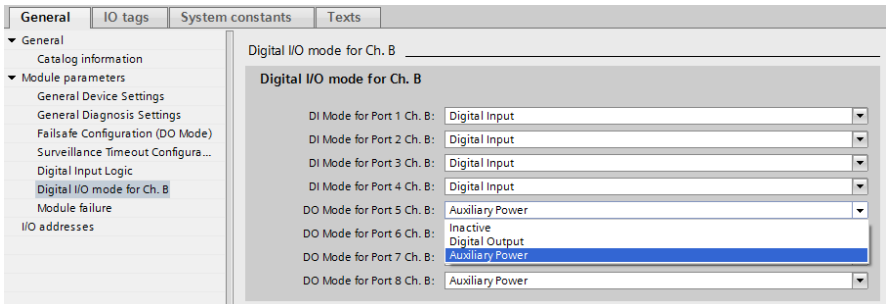 General
IO tags
System constants
Texts
General
Catalog information
Module parameters
General Device Settings
General Diagnosis Settings
Failsafe Configuration (DO Mode)
Surveillance Timeout Configura...
Digital Input Logic
Digital I/O mode for Ch. B
Module failure
I/O addresses
Digital I/O mode for Ch. B
Digital I/O mode for Ch. B
DI Mode for Port 1 Ch. B: Digital Input
DI Mode for Port 2 Ch. B: Digital Input
DI Mode for Port 3 Ch. B: Digital Input
DI Mode for Port 4 Ch. B: Digital Input
DO Mode for Port 5 Ch. B: Auxiliary Power
Inactive
Digital Output
Auxiliary Power
DO Mode for Port 6 Ch. B:
DO Mode for Port 7 Ch. B:
DO Mode for Port 8 Ch. B: Auxiliary Power